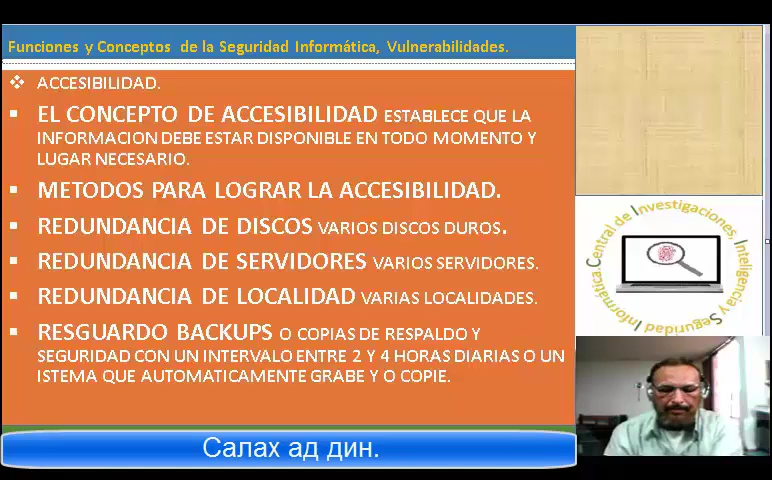 Funciones y Conceptos de la Seguridad Informática, Vulnerabilidades.
ACCESIBILIDAD.
EL CONCEPTO DE ACCESIBILIDAD ESTABLECE QUE LA
INFORMACION DEBE ESTAR DISPONIBLE EN TODO MOMENTO Y
LUGAR NECESARIO.
METODOS PARA LOGRAR LA ACCESIBILIDAD.
REDUNDANCIA DE DISCOS VARIOS DISCOS DUROS.
REDUNDANCIA DE SERVIDORES VARIOS SERVIDORES.
REDUNDANCIA DE LOCALIDAD VARIAS LOCALIDADES.
RESGUARDO BACKUPS O COPIAS DE RESPALDO Y
SEGURIDAD CON UN INTERVALO ENTRE 2 Y 4 HORAS DIARIAS O UN
ISTEMA QUE AUTOMATICAMENTE GRABE Y O COPIE.
Central de Investigaciones, Inteligencia y Seguridad Informática.
Салах ад дин.